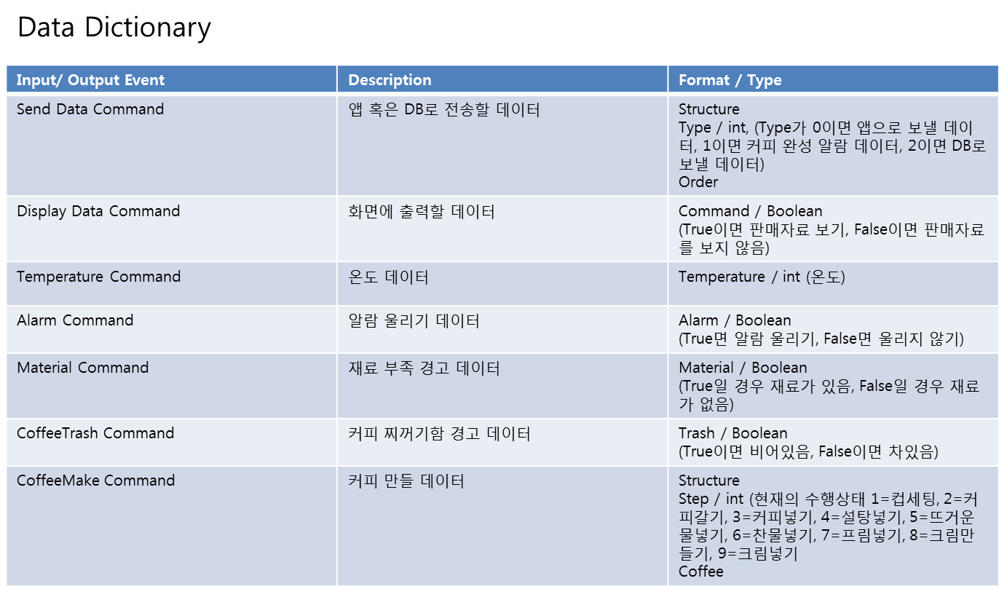 Data Dictionary
Input/ Output Event
Description
Format / Type
Send Data Command
앱 혹은 DB로 전송할 데이터
Structure
Type / int, (Type가 0이면 앱으로 보낼 데이
터, 1이면 커피 완성 알람 데이터, 2이면 DB로
보낼 데이터)
Order
Display Data Command
화면에 출력할 데이터
Command / Boolean
(True이면 판매자료 보기, False이면 판매자료
를 보지 않음)
Temperature Command
온도 데이터
Temperature / int (온도)
Alarm Command
알람 울리기 데이터
Alarm / Boolean
(True면 알람 울리기, False면 울리지 않기)
Material Command
재료 부족 경고 데이터
Material / Boolean
(True일 경우 재료가 있음, False일 경우 재료
가 없음)
CoffeeTrash Command
커피 찌꺼기함 경고 데이터
Trash / Boolean
(True이면 비어있음, False이면 차있음)
CoffeeMake Command
커피 만들 데이터
Structure
Step / int (현재의 수행상태 1=컵세팅, 2=커
피갈기, 3=커피넣기, 4=설탕넣기, 5=뜨거운
물넣기, 6=찬물넣기, 7=프림넣기, 8=크림만
들기, 9=크림넣기
Coffee